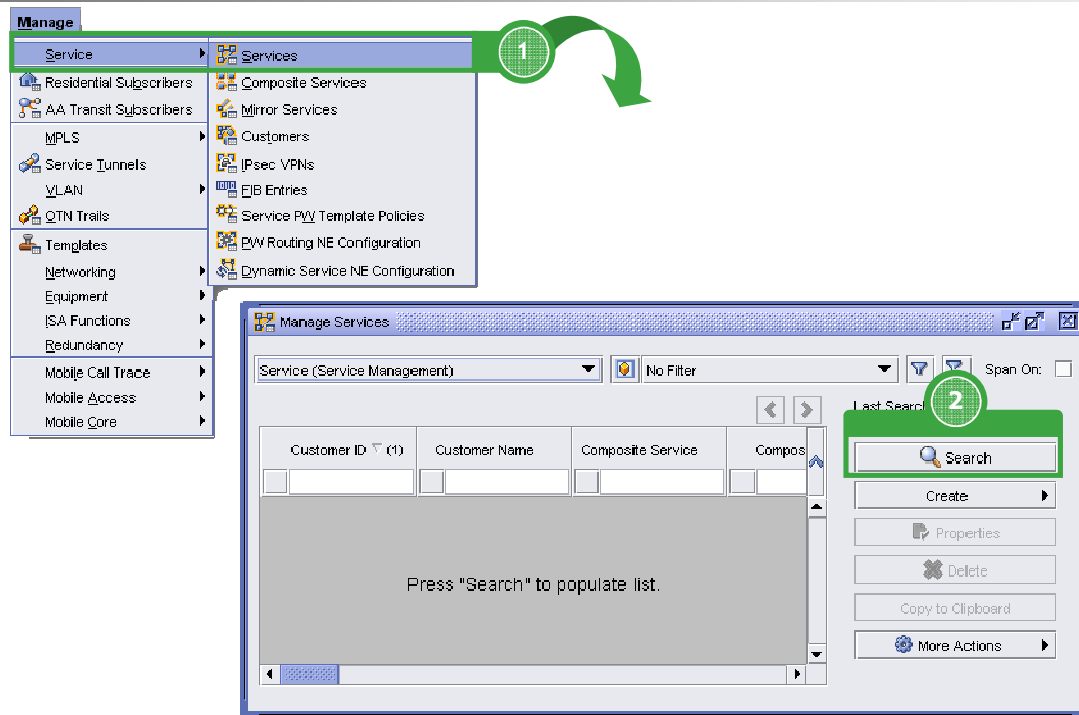 Manage
Service
Residential Subscribers
AA Transit Subscribers
MPLS
Service Tunnels
VLAN
OTN Trails
Templates
Networking
Equipment
ISA Functions
Redundancy
Mobile Call Trace
Mobile Access
Mobile Core
Services
Composite Services
Mirror Services
Customers
IPsec VPNs
FIB Entries
Service PW Template Policies
PW Routing NE Configuration
Dynamic Service NE Configuration
1
Manage Services
Service (Service Management)
No Filter
Span On:
2
Last Search
Customer ID (1)
Customer Name
Composite Service
Compos
Press "Search" to populate list.
Search
Create
Properties
Delete
Copy to Clipboard
More Actions